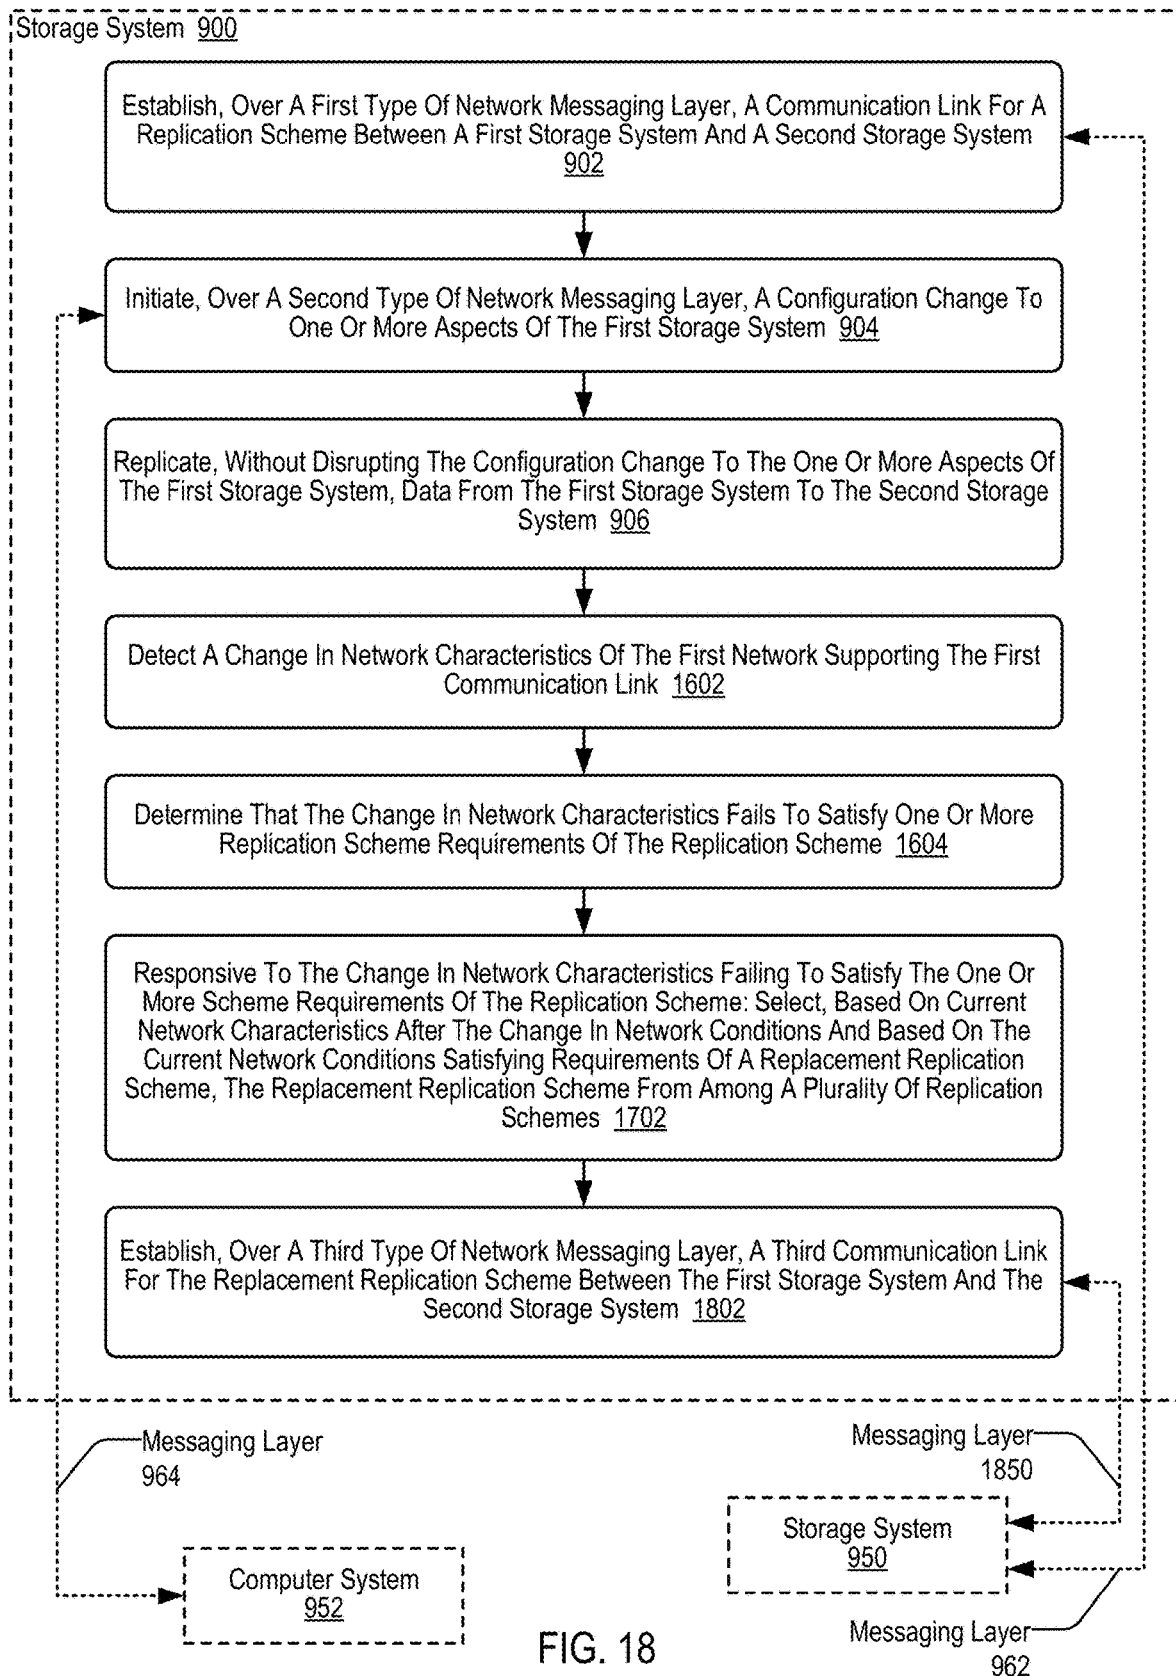 Storage System 900
Establish, Over A First Type Of Network Messaging Layer, A Communication Link For A
Replication Scheme Between A First Storage System And A Second Storage System
902
Initiate, Over A Second Type Of Network Messaging Layer, A Configuration Change To
One Or More Aspects Of The First Storage System 904
Replicate, Without Disrupting The Configuration Change To The One Or More Aspects Of
The First Storage System, Data From The First Storage System To The Second Storage
System 906
Detect A Change In Network Characteristics Of The First Network Supporting The First
Communication Link 1602
Determine That The Change In Network Characteristics Fails To Satisfy One Or More
Replication Scheme Requirements Of The Replication Scheme 1604
Responsive To The Change In Network Characteristics Failing To Satisfy The One Or
More Scheme Requirements Of The Replication Scheme: Select, Based On Current
Network Characteristics After The Change In Network Conditions And Based On The
Current Network Conditions Satisfying Requirements Of A Replacement Replication
Scheme, The Replacement Replication Scheme From Among A Plurality Of Replication
Schemes 1702
Establish, Over A Third Type Of Network Messaging Layer, A Third Communication Link
For The Replacement Replication Scheme Between The First Storage System And The
Second Storage System 1802
Messaging Layer
964
Messaging Layer
1850
Storage System
950
Computer System
952
Messaging Layer
962
FIG. 18